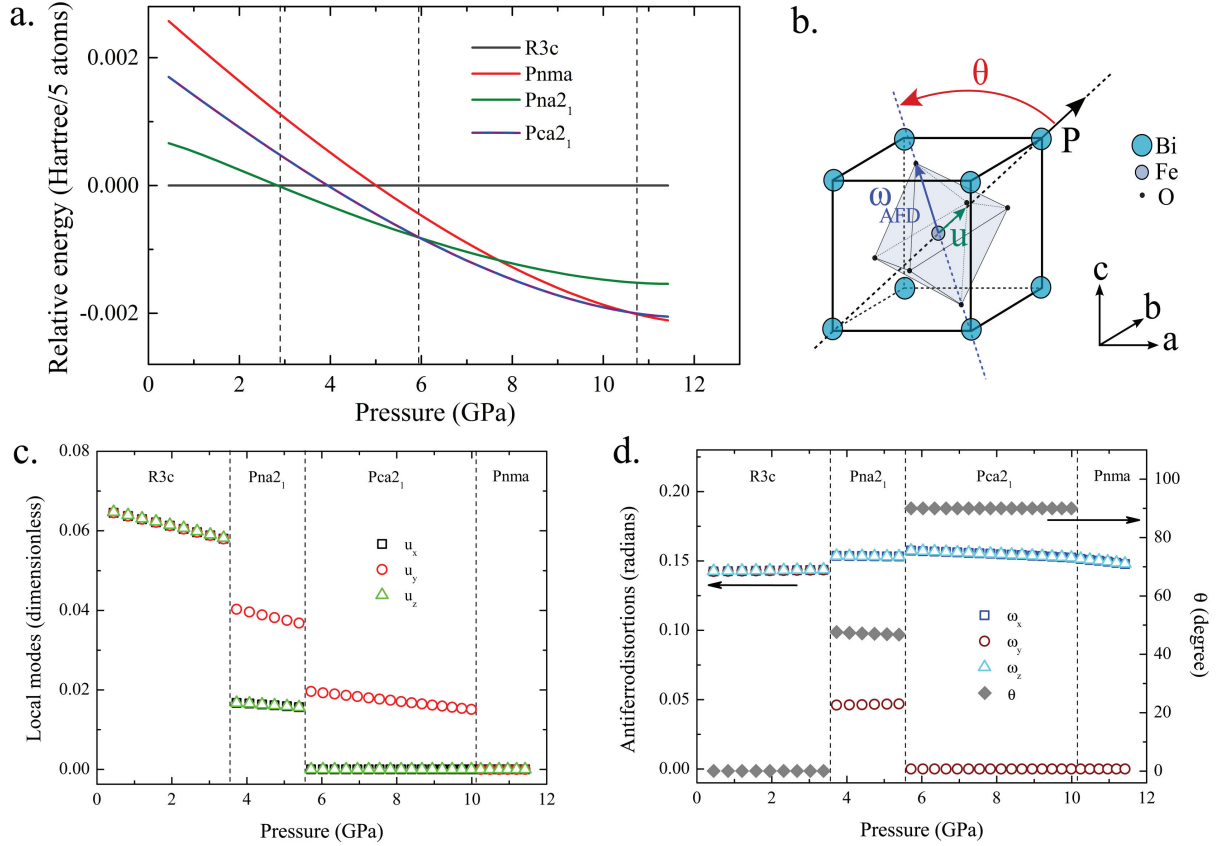 a.
Relative energy (Hartree/5 atoms)
0.002
0.000
-0.002
R3c
Pnma
Pna2₁
Pca2₁
0 2 4 6 8 10 12
Pressure (GPa)
b.
θ
P
ω
AFD
u
Bi
Fe
O
c
b
a
c.
Local modes (dimensionless)
0.08
0.06
0.04
0.02
0.00
R3c Pna2₁ Pca2₁ Pnma
uₓ
u_y
u_z
0 2 4 6 8 10 12
Pressure (GPa)
d.
Antiferrodistortions (radians)
0.20
0.15
0.10
0.05
0.00
R3c Pna2₁ Pca2₁ Pnma
ωₓ
ω_y
ω_z
θ
100
80
60
40
20
0
θ (degree)
0 2 4 6 8 10 12
Pressure (GPa)